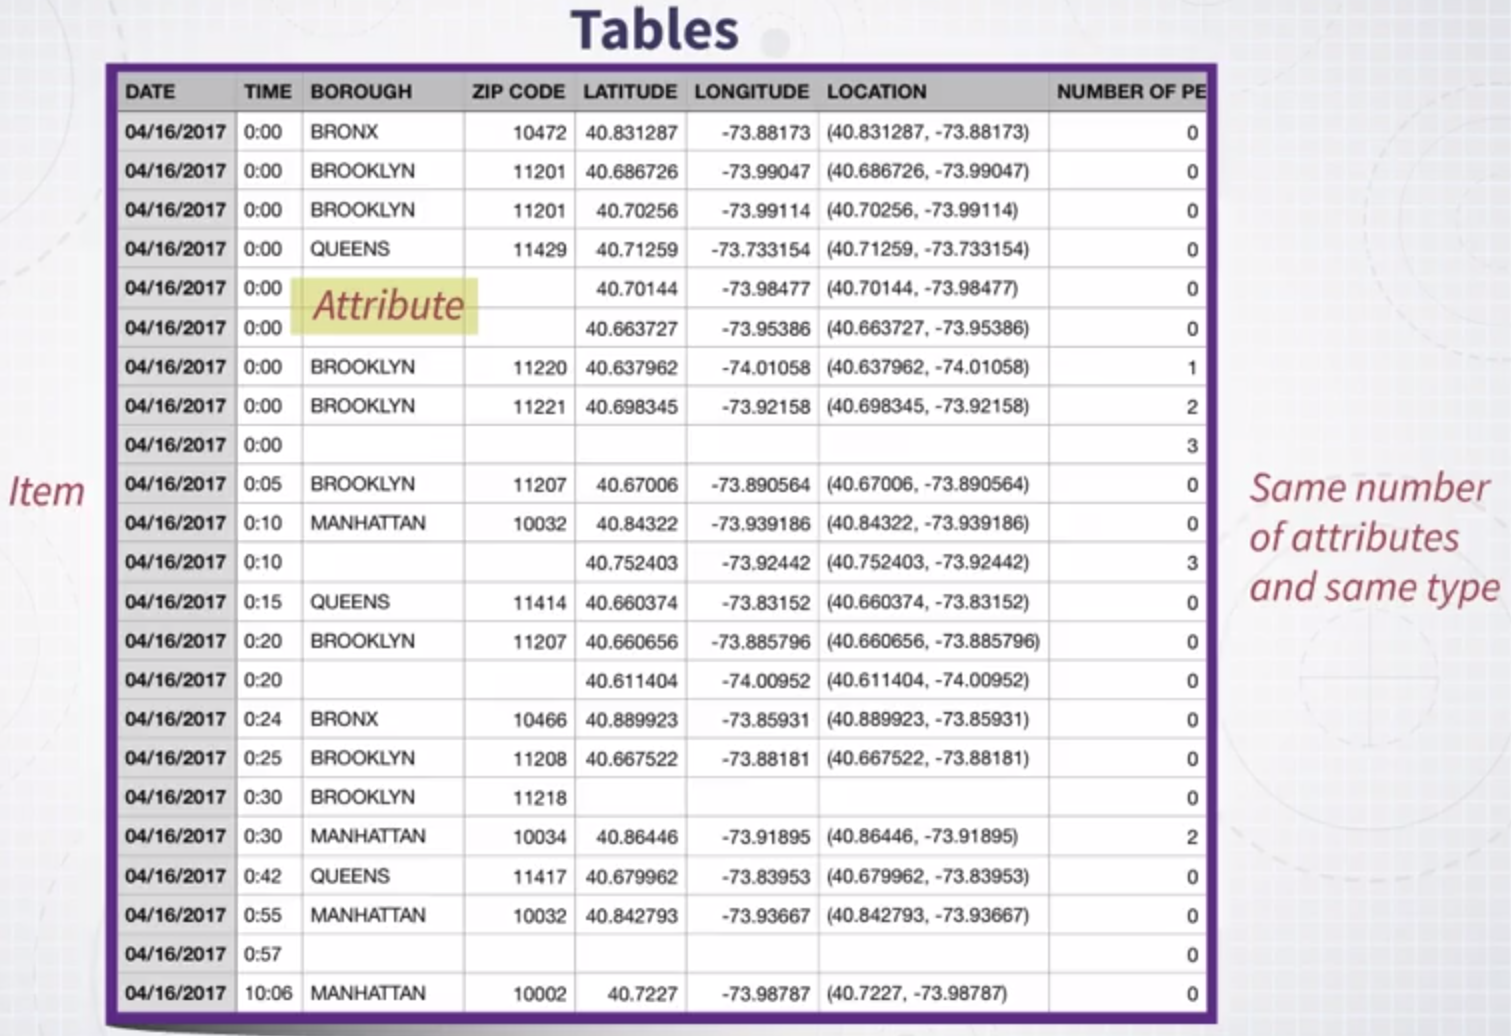 Tables
DATE TIME BOROUGH ZIP CODE LATITUDE LONGITUDE LOCATION NUMBER OF PE
04/16/2017 0:00 BRONX 10472 40.831287 -73.88173 (40.831287, -73.88173) 0
04/16/2017 0:00 BROOKLYN 11201 40.686726 -73.99047 (40.686726, -73.99047) 0
04/16/2017 0:00 BROOKLYN 11201 40.70256 -73.99114 (40.70256, -73.99114) 0
04/16/2017 0:00 QUEENS 11429 40.71259 -73.733154 (40.71259, -73.733154) 0
04/16/2017 0:00 40.70144 -73.98477 (40.70144, -73.98477) 0
Attribute
04/16/2017 0:00 40.663727 -73.95386 (40.663727, -73.95386) 0
04/16/2017 0:00 BROOKLYN 11220 40.637962 -74.01058 (40.637962, -74.01058) 1
04/16/2017 0:00 BROOKLYN 11221 40.698345 -73.92158 (40.698345, -73.92158) 2
04/16/2017 0:00 3
04/16/2017 0:05 BROOKLYN 11207 40.67006 -73.890564 (40.67006, -73.890564) 0
04/16/2017 0:10 MANHATTAN 10032 40.84322 -73.939186 (40.84322, -73.939186) 0
04/16/2017 0:10 40.752403 -73.92442 (40.752403, -73.92442) 3
04/16/2017 0:15 QUEENS 11414 40.660374 -73.83152 (40.660374, -73.83152) 0
04/16/2017 0:20 BROOKLYN 11207 40.660656 -73.885796 (40.660656, -73.885796) 0
04/16/2017 0:20 40.611404 -74.00952 (40.611404, -74.00952) 0
04/16/2017 0:24 BRONX 10466 40.889923 -73.85931 (40.889923, -73.85931) 0
04/16/2017 0:25 BROOKLYN 11208 40.667522 -73.88181 (40.667522, -73.88181) 0
04/16/2017 0:30 BROOKLYN 11218 0
04/16/2017 0:30 MANHATTAN 10034 40.86446 -73.91895 (40.86446, -73.91895) 2
04/16/2017 0:42 QUEENS 11417 40.679962 -73.83953 (40.679962, -73.83953) 0
04/16/2017 0:55 MANHATTAN 10032 40.842793 -73.93667 (40.842793, -73.93667) 0
04/16/2017 0:57 0
04/16/2017 10:06 MANHATTAN 10002 40.7227 -73.98787 (40.7227, -73.98787) 0
Item
Same number
of attributes
and same type